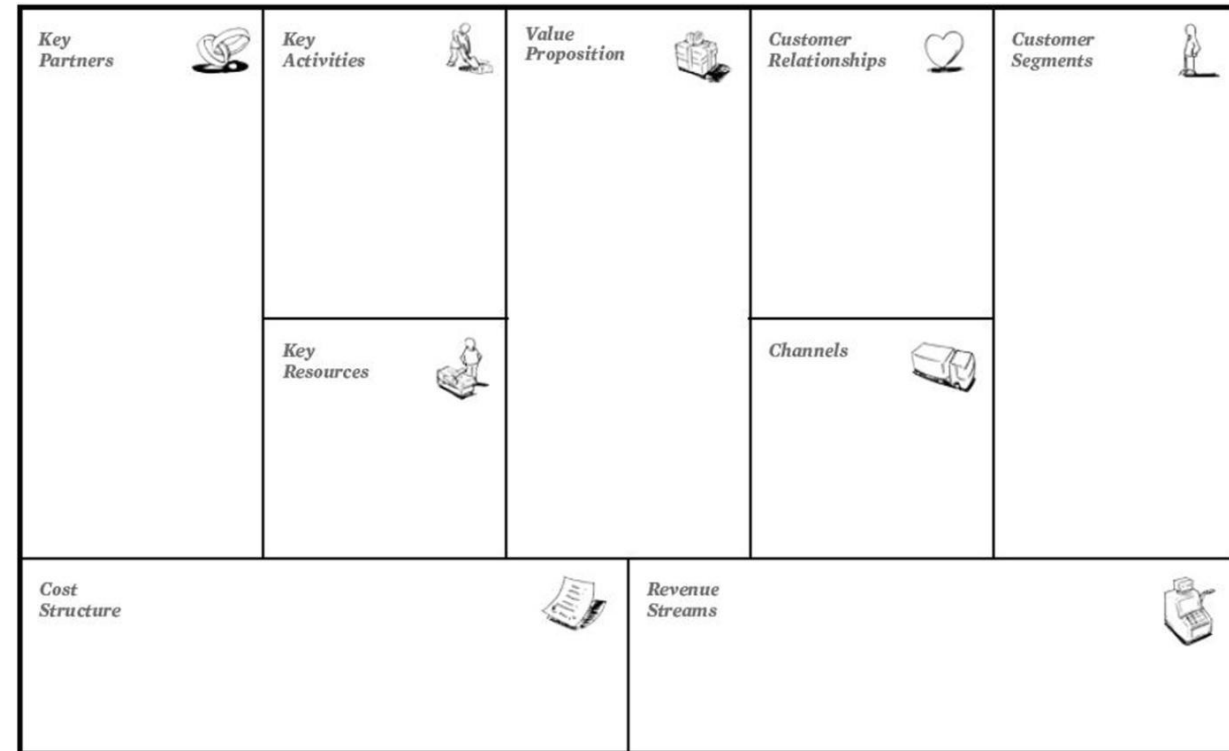 Key
Partners
Key
Activities
Value
Proposition
Customer
Relationships
Customer
Segments
Key
Resources
Channels
Cost
Structure
Revenue
Streams